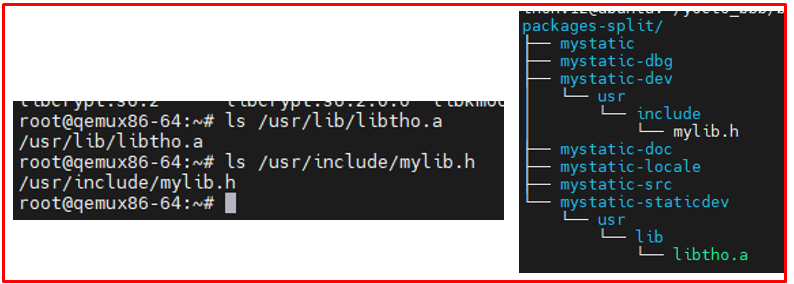 root@qemux86-64:~# ls /usr/lib/libtho.a
/usr/lib/libtho.a
root@qemux86-64:~# ls /usr/include/mylib.h
/usr/include/mylib.h
root@qemux86-64:~#
packages-split/
├── mystatic
├── mystatic-dbg
├── mystatic-dev
│   └── usr
│       └── include
│           └── mylib.h
├── mystatic-doc
├── mystatic-locale
├── mystatic-src
└── mystatic-staticdev
    └── usr
        └── lib
            └── libtho.a